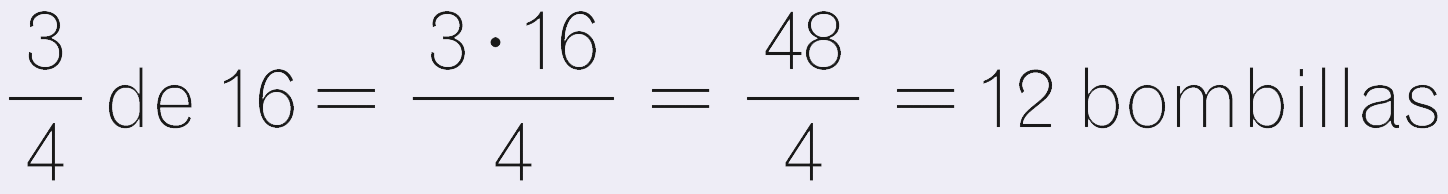 3/4 de 16 = 3 · 16/4 = 48/4 = 12 bombillas